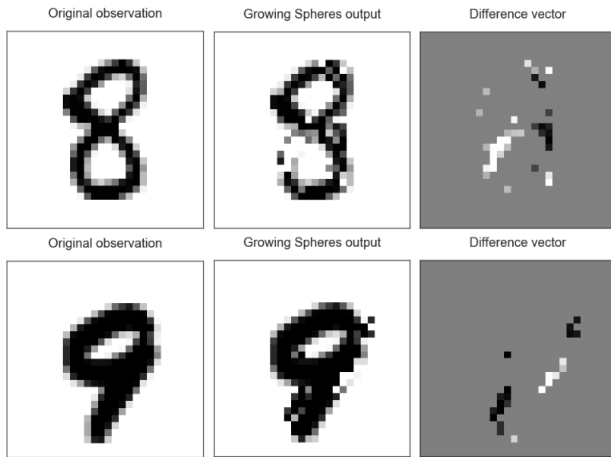 Original observation
Growing Spheres output
Difference vector
Original observation
Growing Spheres output
Difference vector